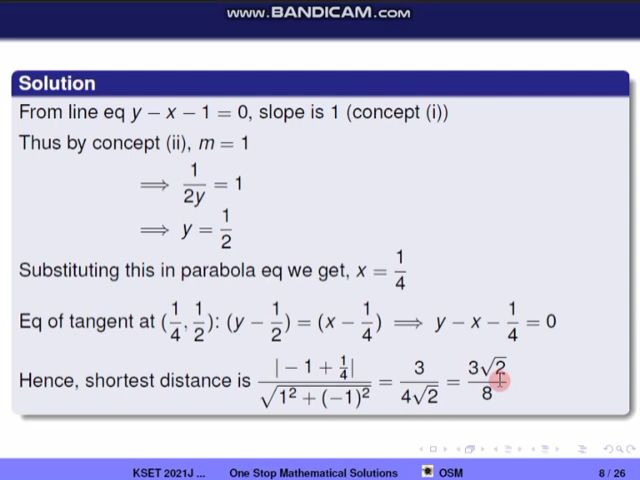 www.BANDICAM.com
Solution
From line eq y − x − 1 = 0, slope is 1 (concept (i))
Thus by concept (ii), m = 1
⟹ 1/2y = 1
⟹ y = 1/2
Substituting this in parabola eq we get, x = 1/4
Eq of tangent at (1/4, 1/2): (y − 1/2) = (x − 1/4) ⟹ y − x − 1/4 = 0
Hence, shortest distance is |−1 + 1/4| / √(1² + (−1)²) = 3/(4√2) = 3√2/8
KSET 2021J ... One Stop Mathematical Solutions OSM 8 / 26